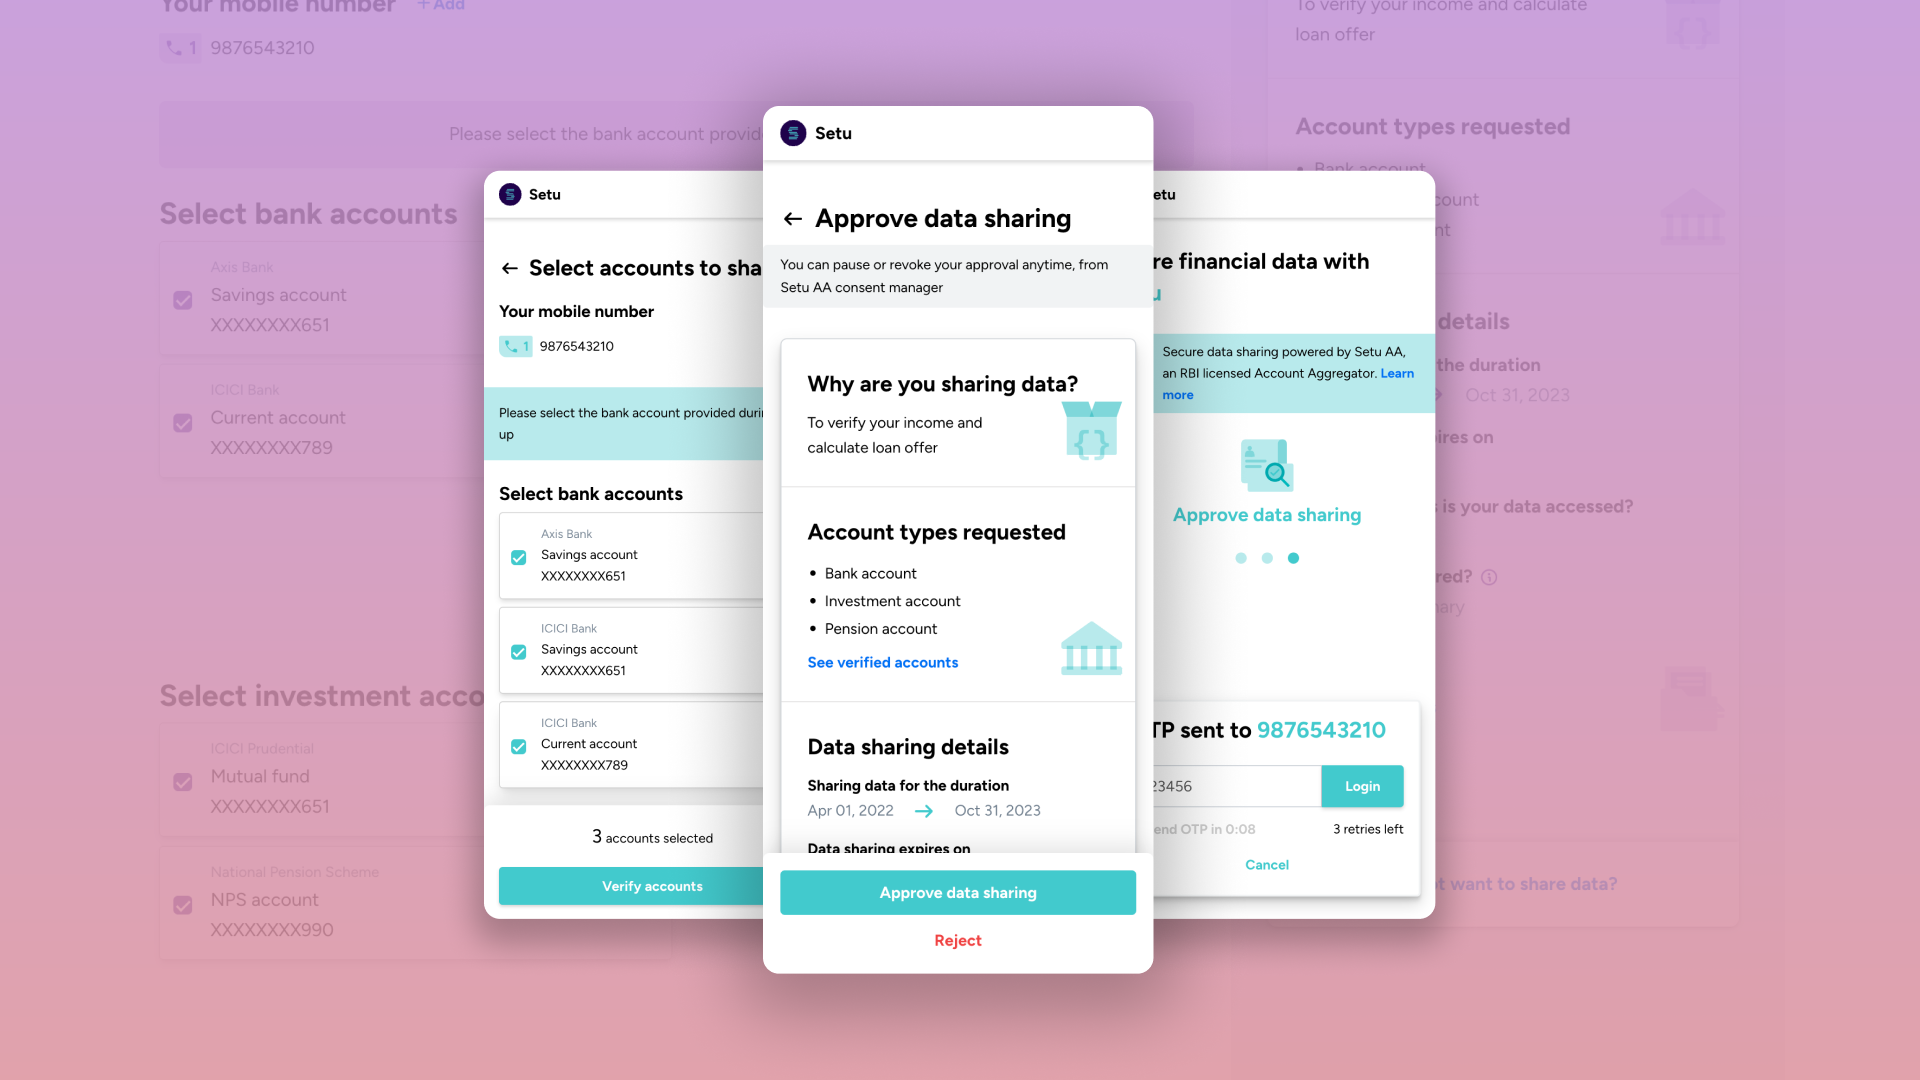 Your mobile number + Add
1 9876543210
Please select the bank account provid
Select bank accounts
Axis Bank
Savings account
XXXXXXXX651
ICICI Bank
Current account
XXXXXXXX789
Select investment acco
ICICI Prudential
Mutual fund
XXXXXXXX651
National Pension Scheme
NPS account
XXXXXXXX990
Setu
Select accounts to sha
Your mobile number
1 9876543210
Please select the bank account provided duri
up
Select bank accounts
Axis Bank
Savings account
XXXXXXXX651
ICICI Bank
Savings account
XXXXXXXX651
ICICI Bank
Current account
XXXXXXXX789
3 accounts selected
Verify accounts
Setu
Approve data sharing
You can pause or revoke your approval anytime, from
Setu AA consent manager
Why are you sharing data?
To verify your income and
calculate loan offer
Account types requested
• Bank account
• Investment account
• Pension account
See verified accounts
Data sharing details
Sharing data for the duration
Apr 01, 2022 → Oct 31, 2023
Data sharing expires on
Approve data sharing
Reject
etu
re financial data with
u
Secure data sharing powered by Setu AA,
an RBI licensed Account Aggregator. Learn
more
Approve data sharing
TP sent to 9876543210
23456
Login
end OTP in 0:08
3 retries left
Cancel
To verify your income and calculate
loan offer
Account types requested
• Bank account
count
nt
details
the duration
Oct 31, 2023
ires on
is your data accessed?
red?
nary
t want to share data?